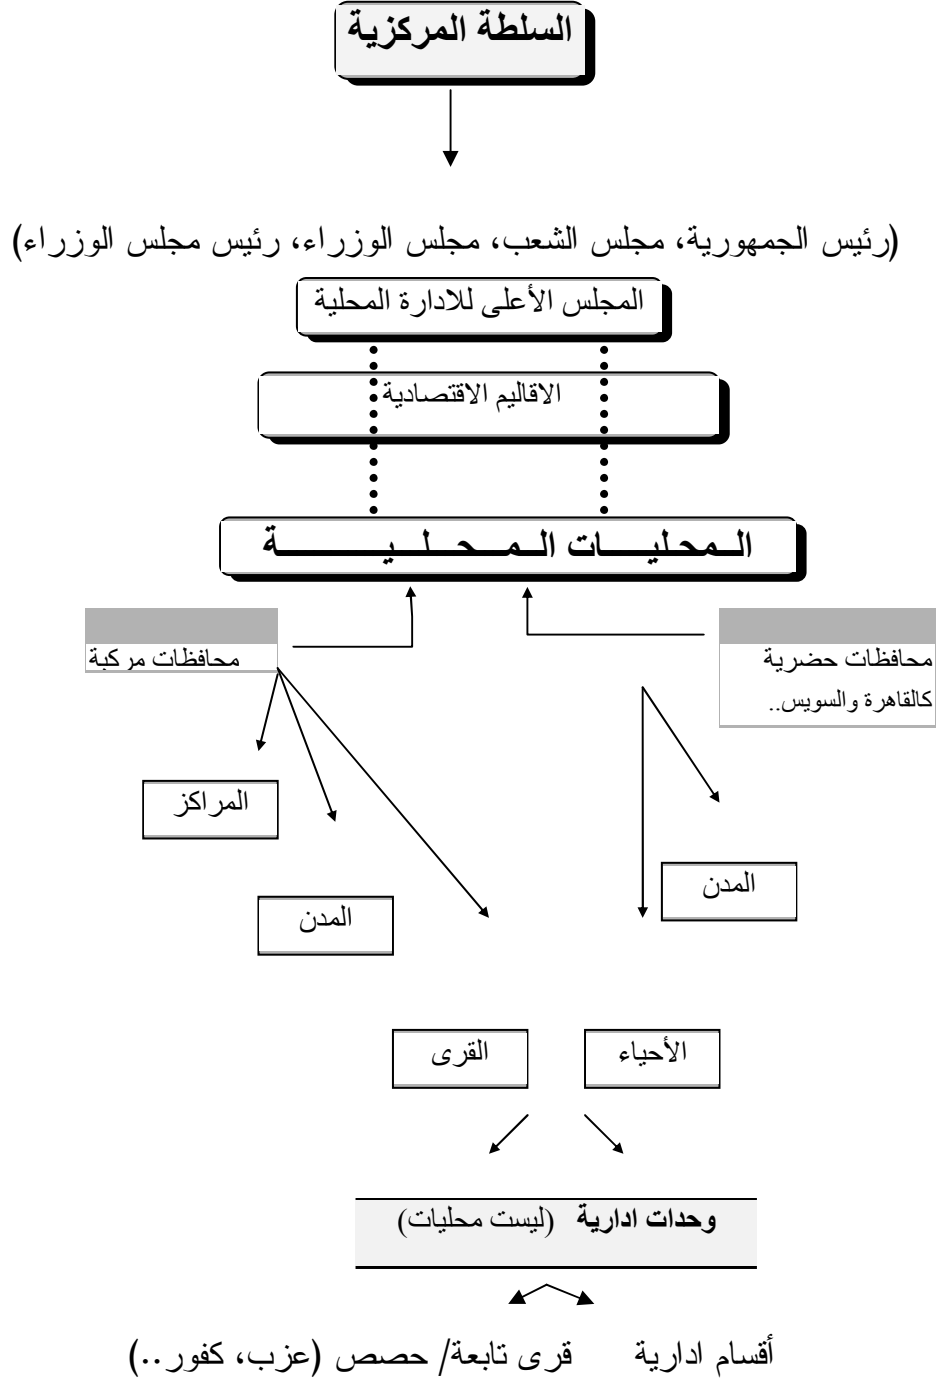 السلطة المركزية
(رئيس الجمهورية، مجلس الشعب، مجلس الوزراء، رئيس مجلس الوزراء)
المجلس الأعلى للادارة المحلية
الاقاليم الاقتصادية
الـمحليـــات الـمــحــلــيــــــــة
محافظات حضرية
كالقاهرة والسويس..
محافظات مركبة
المراكز
المدن
المدن
الأحياء
القرى
وحدات ادارية (ليست محليات)
أقسام ادارية قرى تابعة/ حصص (عزب، كفور..)